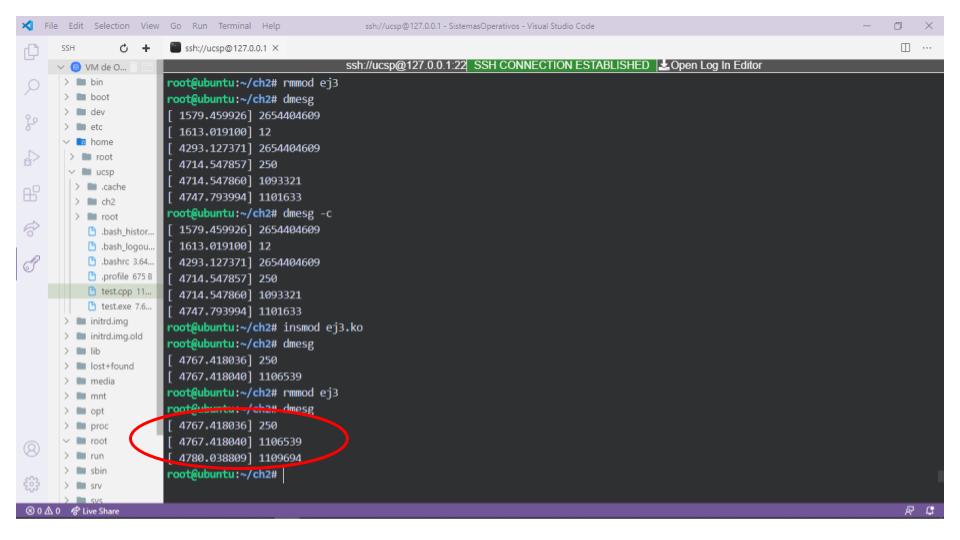 File Edit Selection View Go Run Terminal Help ssh://ucsp@127.0.0.1 - SistemasOperativos - Visual Studio Code
SSH
ssh://ucsp@127.0.0.1
VM de O...
bin
boot
dev
etc
home
root
ucsp
.cache
ch2
root
.bash_histor...
.bash_logou...
.bashrc 3.64...
.profile 675 B
test.cpp 11...
test.exe 7.6...
initrd.img
initrd.img.old
lib
lost+found
media
mnt
opt
proc
root
run
sbin
srv
sys
ssh://ucsp@127.0.0.1:22 SSH CONNECTION ESTABLISHED Open Log In Editor
root@ubuntu:~/ch2# rmmod ej3
root@ubuntu:~/ch2# dmesg
[ 1579.459926] 2654404609
[ 1613.019100] 12
[ 4293.127371] 2654404609
[ 4714.547857] 250
[ 4714.547860] 1093321
[ 4747.793994] 1101633
root@ubuntu:~/ch2# dmesg -c
[ 1579.459926] 2654404609
[ 1613.019100] 12
[ 4293.127371] 2654404609
[ 4714.547857] 250
[ 4714.547860] 1093321
[ 4747.793994] 1101633
root@ubuntu:~/ch2# insmod ej3.ko
root@ubuntu:~/ch2# dmesg
[ 4767.418036] 250
[ 4767.418040] 1106539
root@ubuntu:~/ch2# rmmod ej3
root@ubuntu:~/ch2# dmesg
[ 4767.418036] 250
[ 4767.418040] 1106539
[ 4780.038809] 1109694
root@ubuntu:~/ch2#
0 0 Live Share